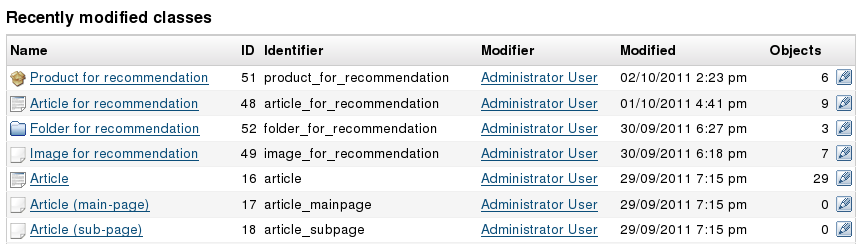 Recently modified classes
Name ID Identifier Modifier Modified Objects
Product for recommendation 51 product_for_recommendation Administrator User 02/10/2011 2:23 pm 6
Article for recommendation 48 article_for_recommendation Administrator User 01/10/2011 4:41 pm 9
Folder for recommendation 52 folder_for_recommendation Administrator User 30/09/2011 6:27 pm 3
Image for recommendation 49 image_for_recommendation Administrator User 30/09/2011 6:18 pm 7
Article 16 article Administrator User 29/09/2011 7:15 pm 29
Article (main-page) 17 article_mainpage Administrator User 29/09/2011 7:15 pm 0
Article (sub-page) 18 article_subpage Administrator User 29/09/2011 7:15 pm 0